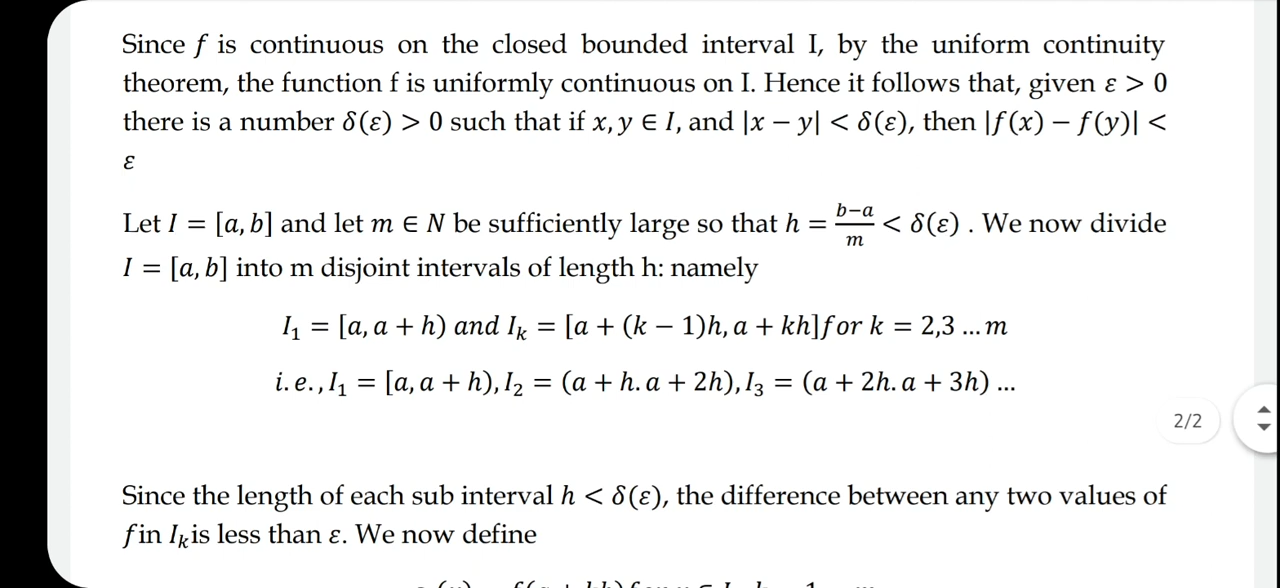 Since f is continuous on the closed bounded interval I, by the uniform continuity
theorem, the function f is uniformly continuous on I. Hence it follows that, given ε > 0
there is a number δ(ε) > 0 such that if x, y ∈ I, and |x − y| < δ(ε), then |f(x) − f(y)| <
ε
Let I = [a, b] and let m ∈ N be sufficiently large so that h = (b−a)/m < δ(ε) . We now divide
I = [a, b] into m disjoint intervals of length h: namely
I₁ = [a, a + h) and Iₖ = [a + (k − 1)h, a + kh]for k = 2,3 … m
i. e., I₁ = [a, a + h), I₂ = (a + h. a + 2h), I₃ = (a + 2h. a + 3h) …
2/2
Since the length of each sub interval h < δ(ε), the difference between any two values of
f in Iₖis less than ε. We now define